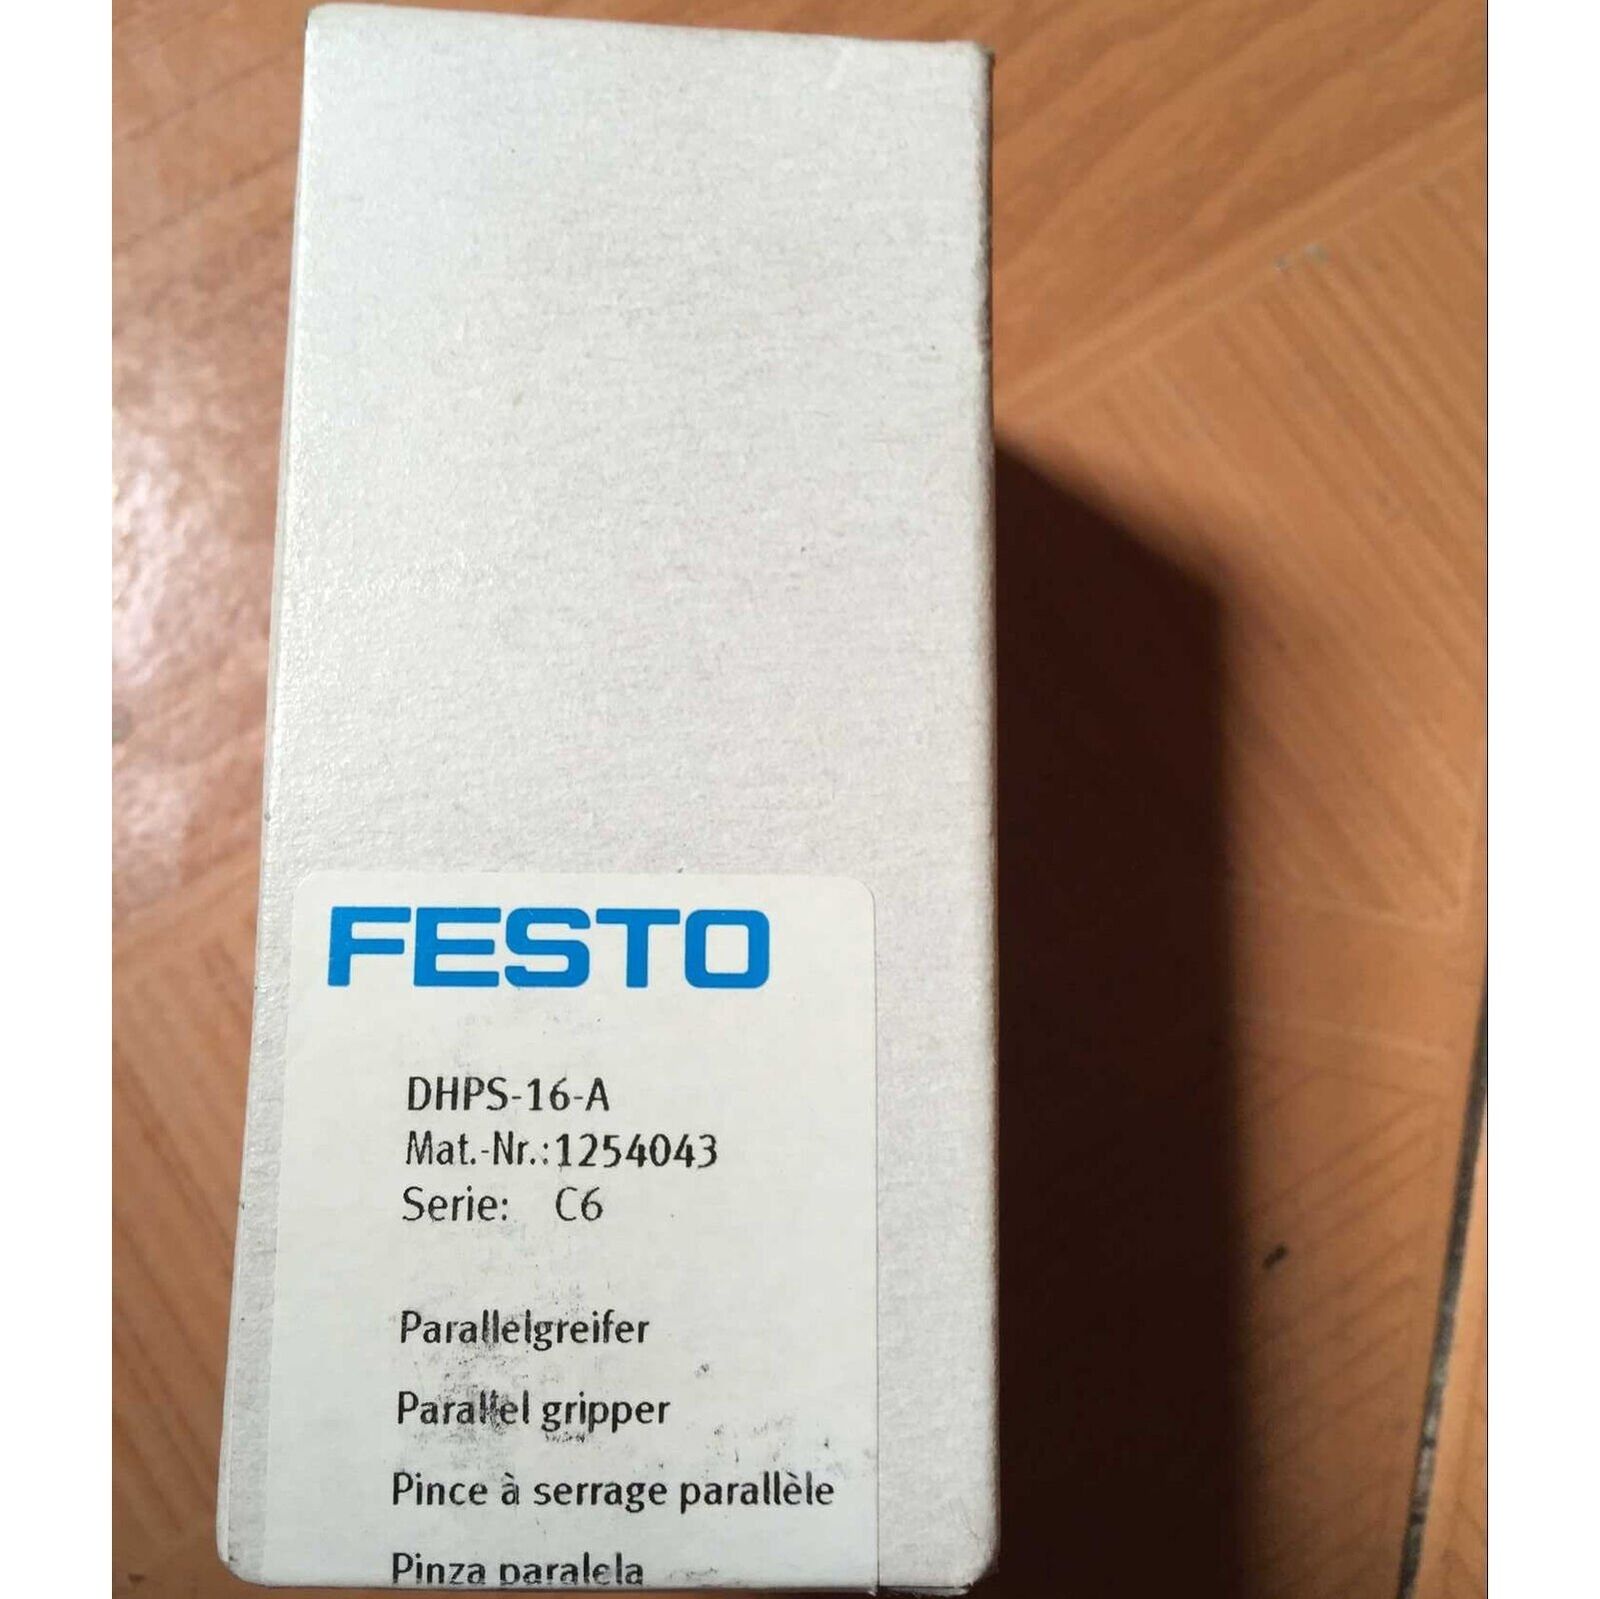 FESTO
DHPS-16-A
Mat.-Nr.:1254043
Serie: C6
Parallelgreifer
Parallel gripper
Pince à serrage parallèle
Pinza paralela